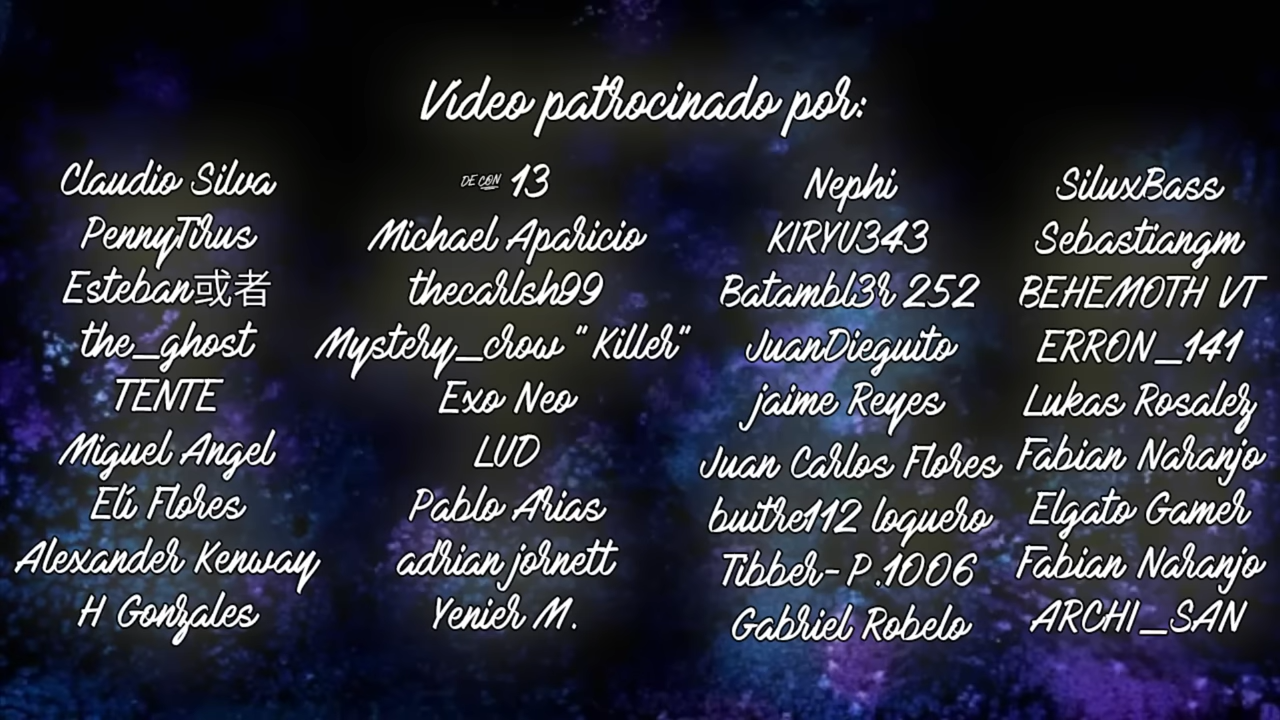 Vídeo patrocinado por:
Claudio Silva
PennyTirus
Esteban或者
the_ghost
TENTE
Miguel Angel
Elí Flores
Alexander Kenway
H Gonzales
DE CON 13
Michael Aparicio
thecarlsh99
Mystery_crow "Killer"
Exo Neo
LUD
Pablo Arias
adrian jornett
Yenier M.
Nephi
KIRYU343
Batambl3r 252
JuanDieguito
jaime Reyes
Juan Carlos Flores
buitre112 loquero
Tibber-P.1006
Gabriel Robelo
SiluxBass
Sebastiangm
BEHEMOTH VT
ERRON_141
Lukas Rosalez
Fabian Naranjo
Elgato Gamer
Fabian Naranjo
ARCHI_SAN